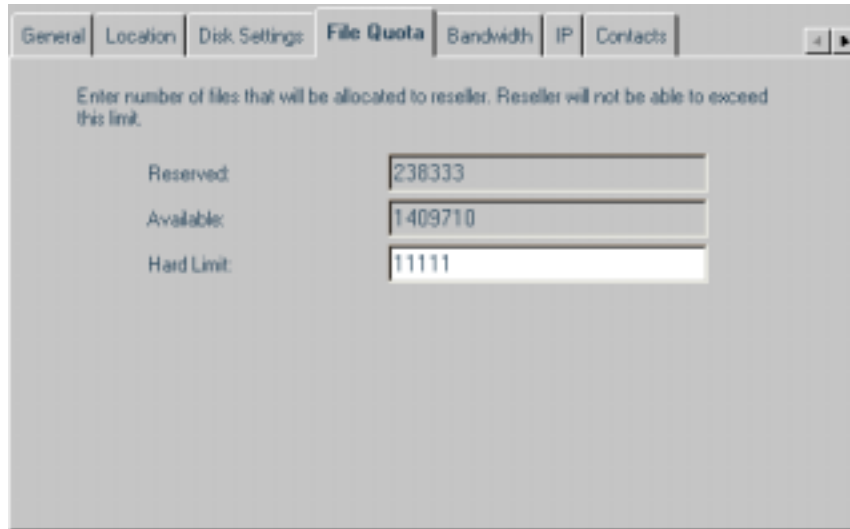 General Location Disk Settings File Quota Bandwidth IP Contacts
Enter number of files that will be allocated to reseller. Reseller will not be able to exceed
this limit.
Reserved: 238333
Available: 1409710
Hard Limit: 11111